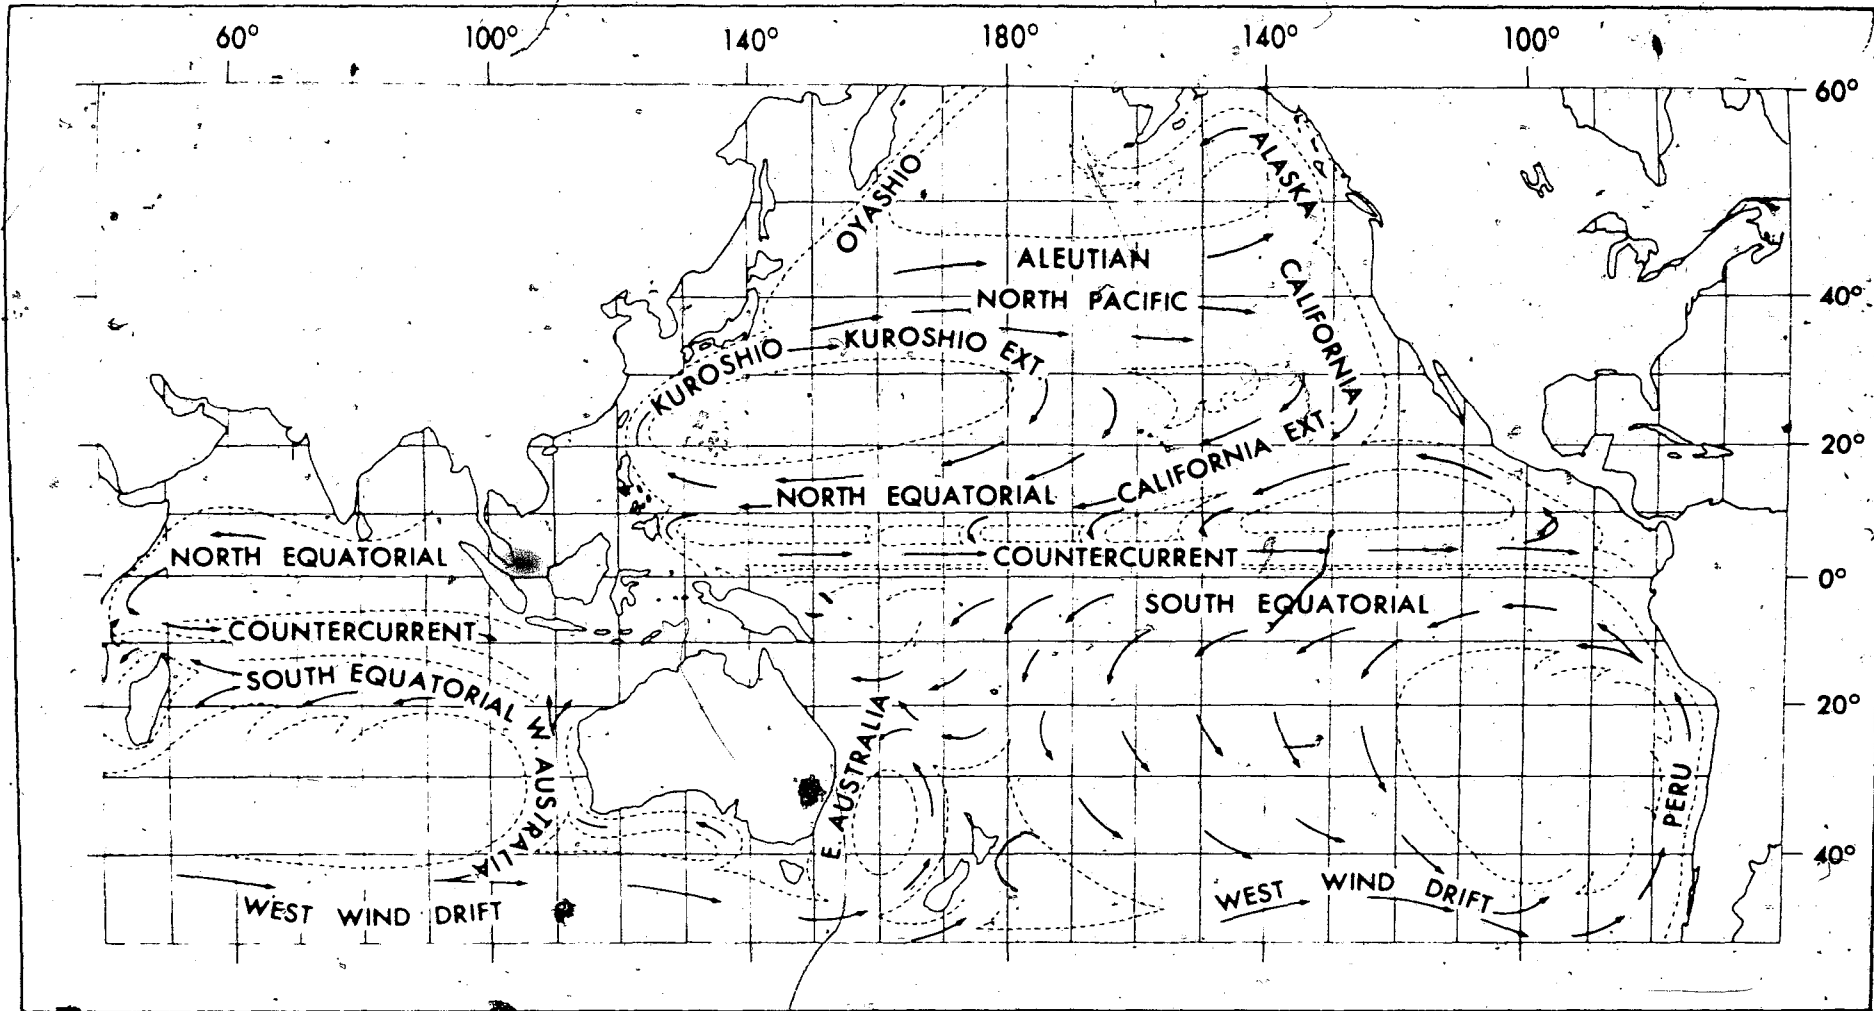 60° 100° 140° 180° 140° 100°
60°
OYASHIO
ALASKA
ALEUTIAN
CALIFORNIA
NORTH PACIFIC
40°
KUROSHIO
KUROSHIO EXT
CALIFORNIA EXT
20°
NORTH EQUATORIAL
NORTH EQUATORIAL
COUNTERCURRENT
0°
SOUTH EQUATORIAL
COUNTERCURRENT
SOUTH EQUATORIAL
20°
W. AUSTRALIA
E. AUSTRALIA
PERU
40°
WEST WIND DRIFT
WEST WIND DRIFT